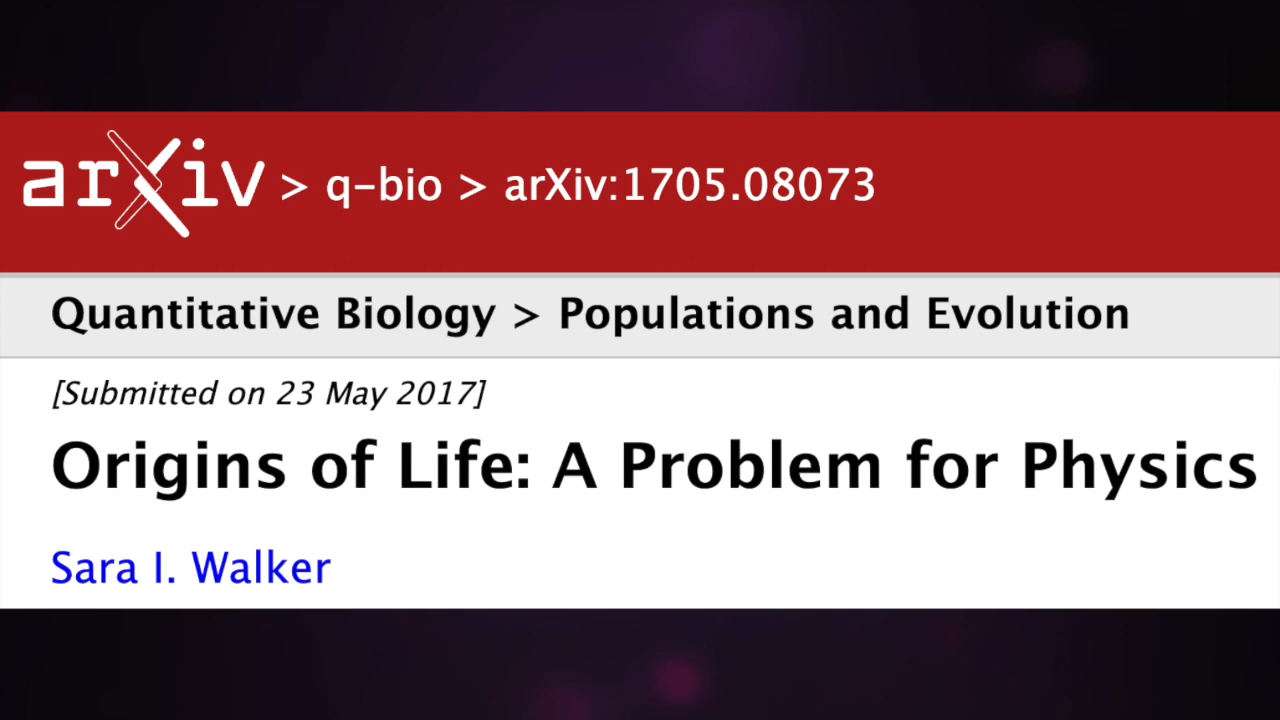 arXiv > q-bio > arXiv:1705.08073
Quantitative Biology > Populations and Evolution
[Submitted on 23 May 2017]
Origins of Life: A Problem for Physics
Sara I. Walker